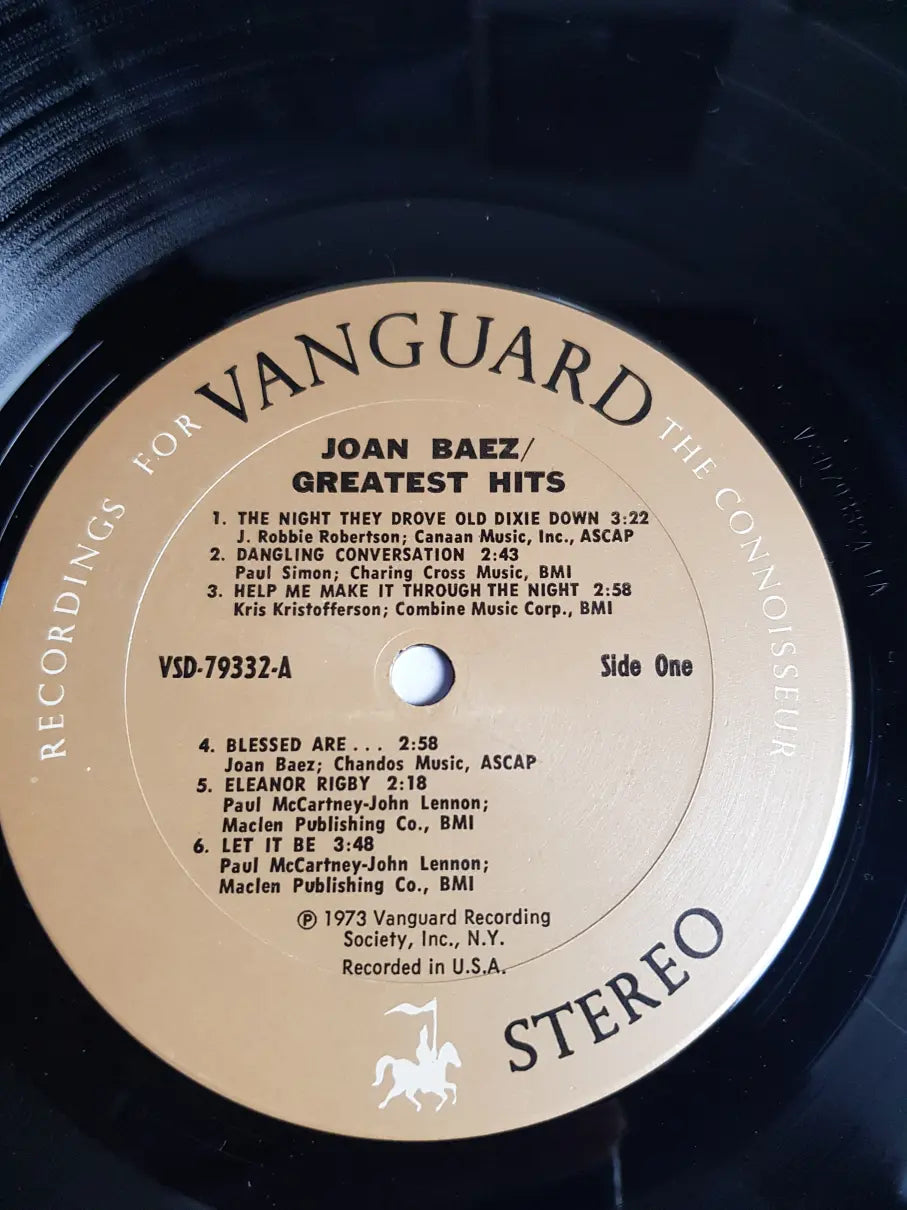 RECORDINGS FOR VANGUARD THE CONNOISSEUR
JOAN BAEZ/
GREATEST HITS
1. THE NIGHT THEY DROVE OLD DIXIE DOWN 3:22
J. Robbie Robertson; Canaan Music, Inc., ASCAP
2. DANGLING CONVERSATION 2:43
Paul Simon; Charing Cross Music, BMI
3. HELP ME MAKE IT THROUGH THE NIGHT 2:58
Kris Kristofferson; Combine Music Corp., BMI
VSD-79332-A Side One
4. BLESSED ARE... 2:58
Joan Baez; Chandos Music, ASCAP
5. ELEANOR RIGBY 2:18
Paul McCartney-John Lennon;
Maclen Publishing Co., BMI
6. LET IT BE 3:48
Paul McCartney-John Lennon;
Maclen Publishing Co., BMI
℗ 1973 Vanguard Recording
Society, Inc., N.Y.
Recorded in U.S.A.
STEREO